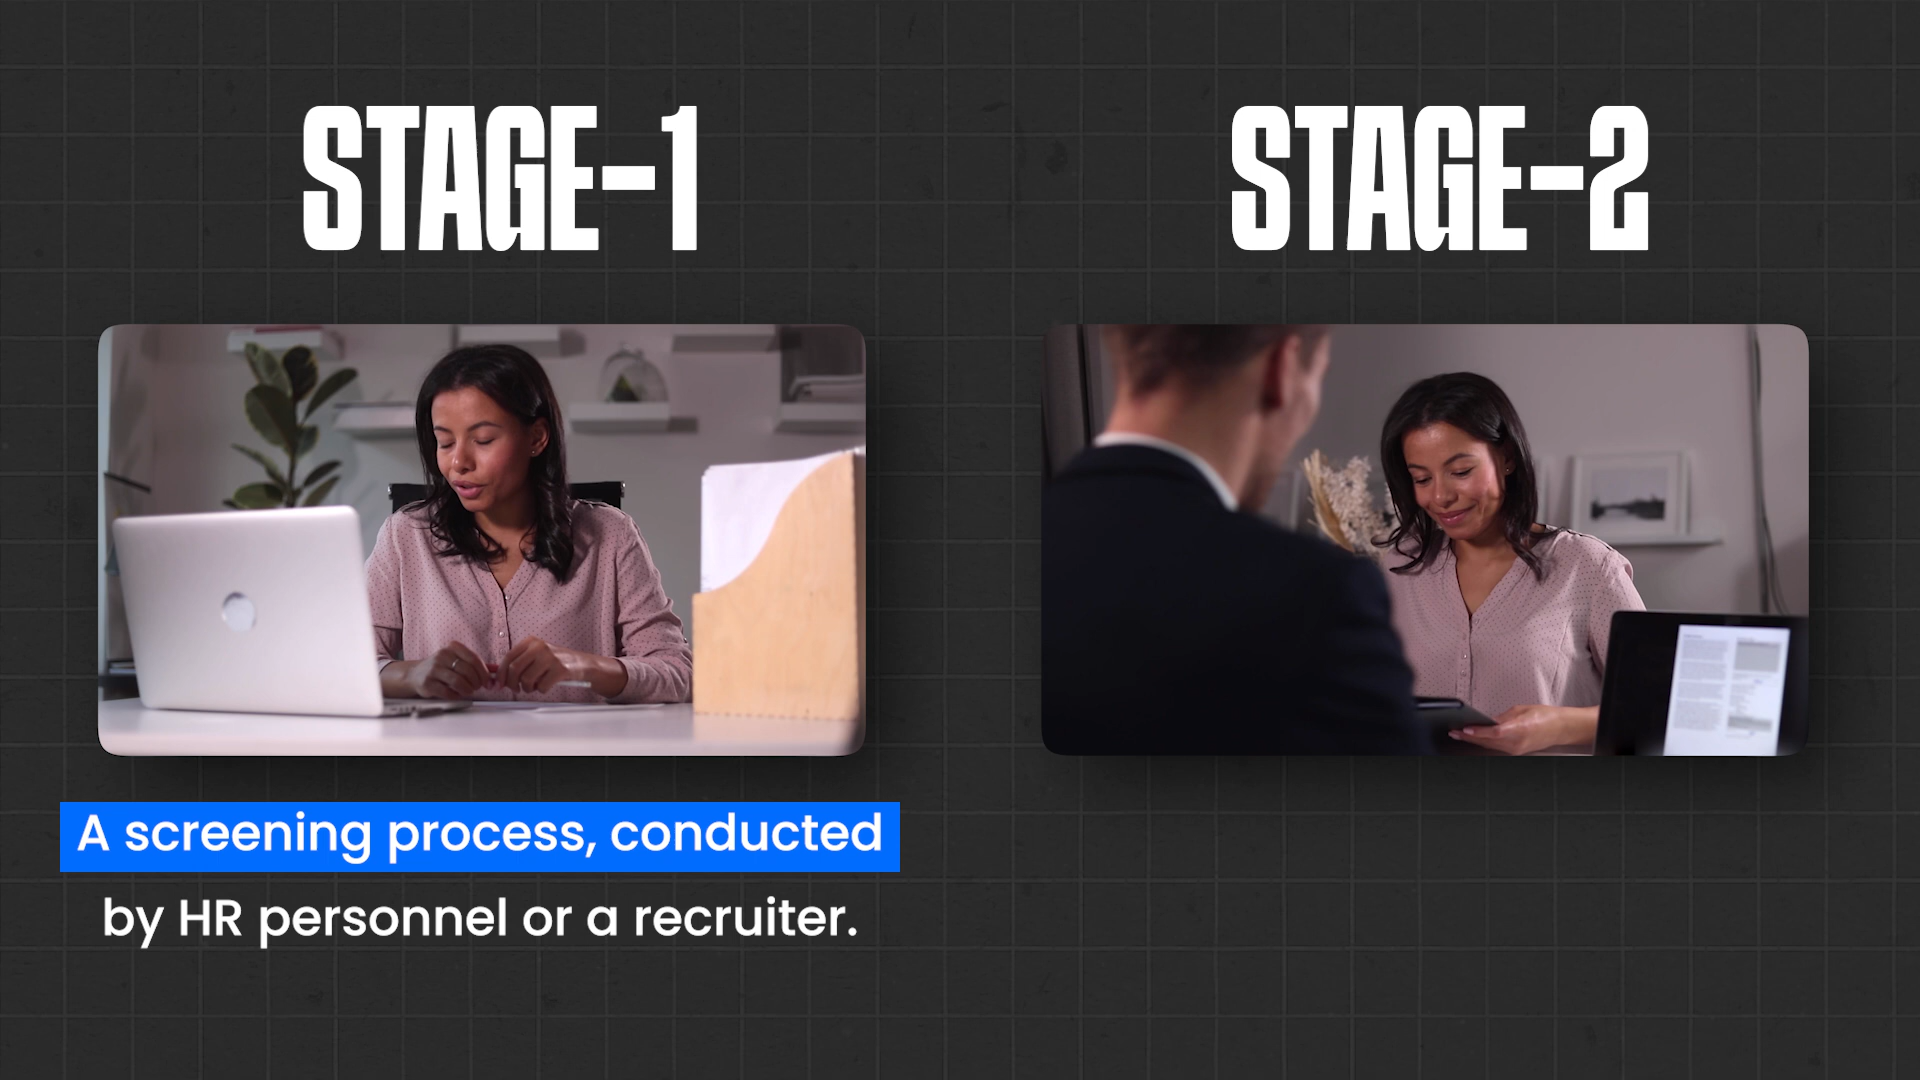 STAGE-1
STAGE-2
A screening process, conducted
by HR personnel or a recruiter.